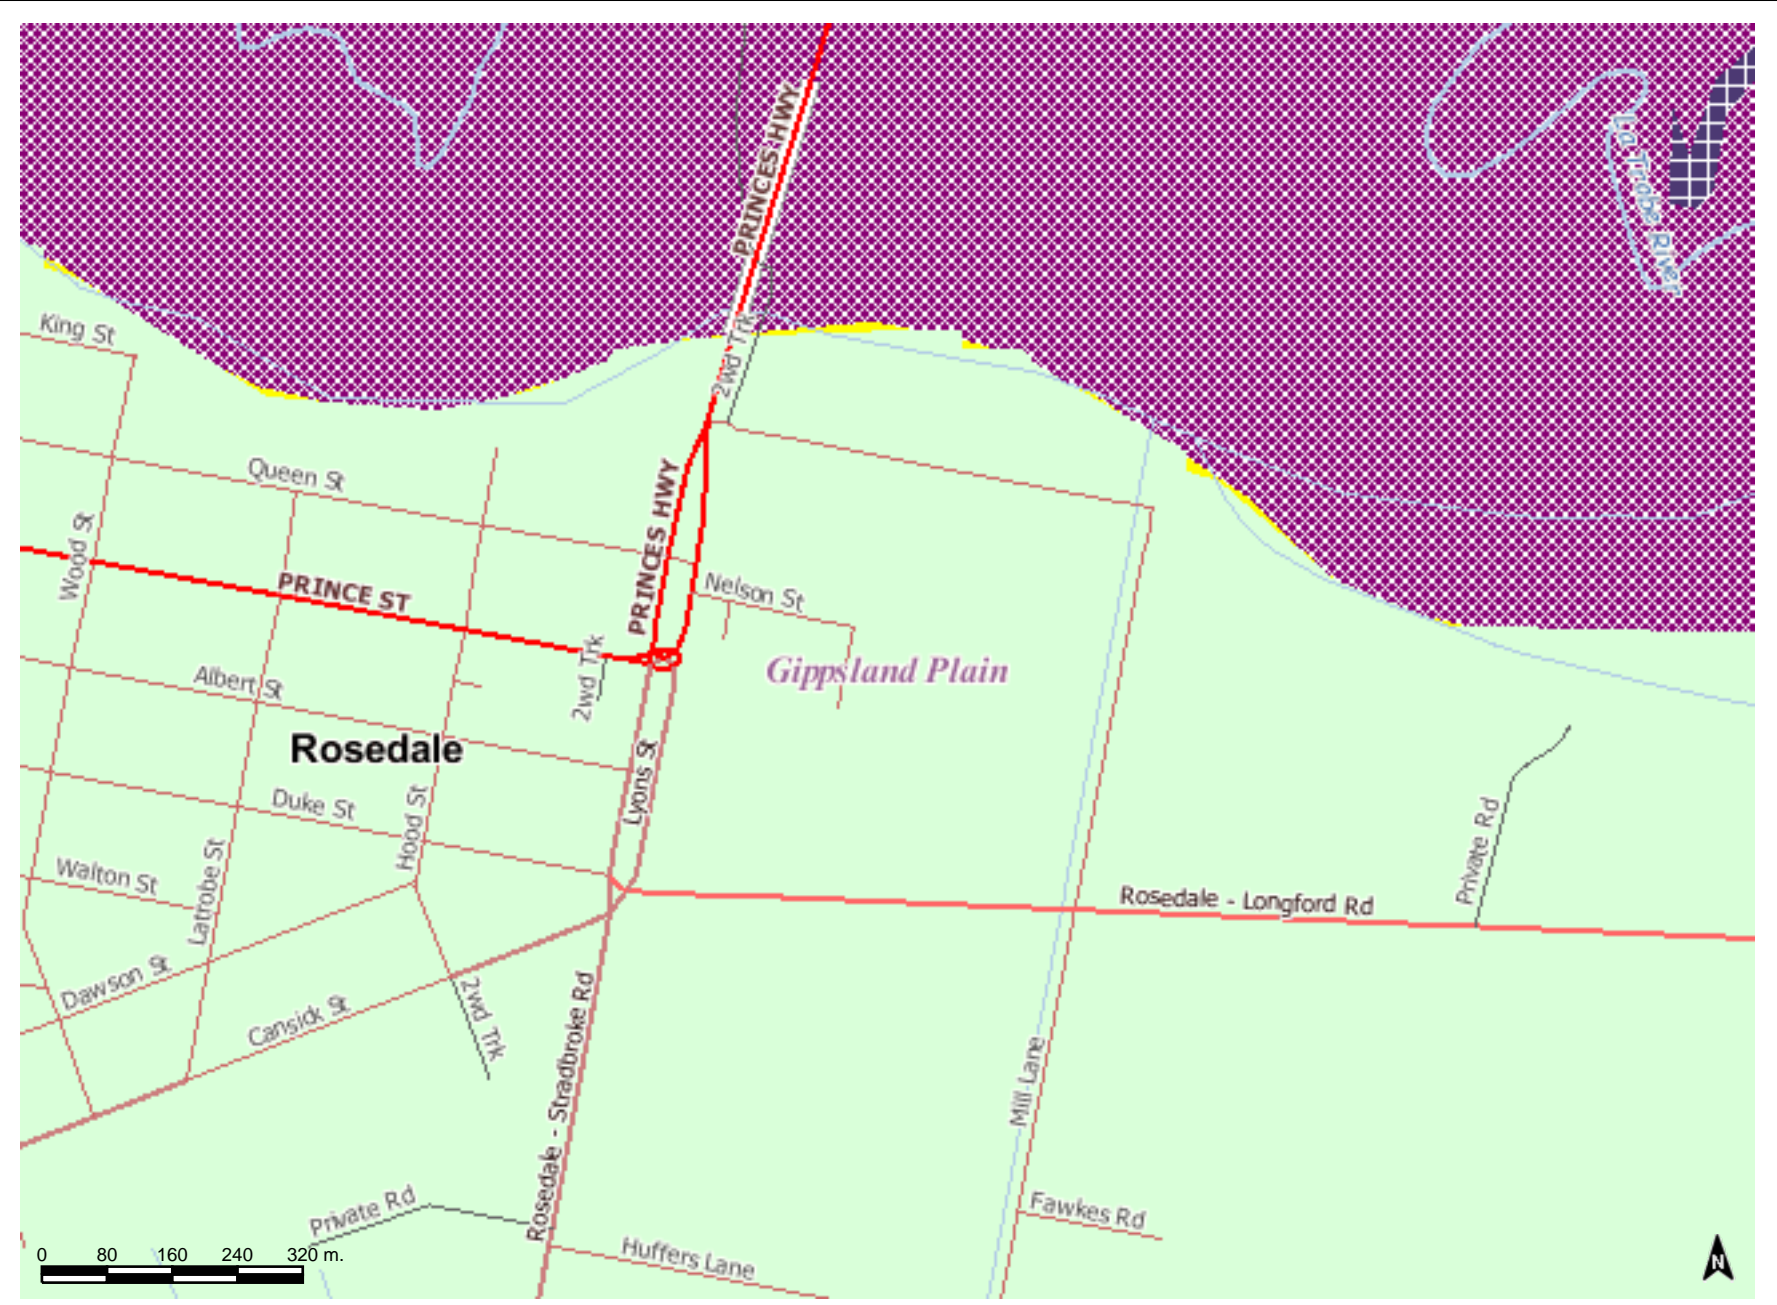 PRINCES HWY
La Trobe River
King St
2wd Trk
Queen St
PRINCES HWY
Wood St
PRINCE ST
Nelson St
2wd Trk
Gippsland Plain
Albert St
Rosedale
Lyons St
Duke St
Hood St
Private Rd
Walton St
Latrobe St
Rosedale - Longford Rd
Dawson St
Cansick St
2wd Trk
Rosedale - Stradbroke Rd
Mill Lane
Private Rd
Fawkes Rd
Huffers Lane
0 80 160 240 320 m.
N